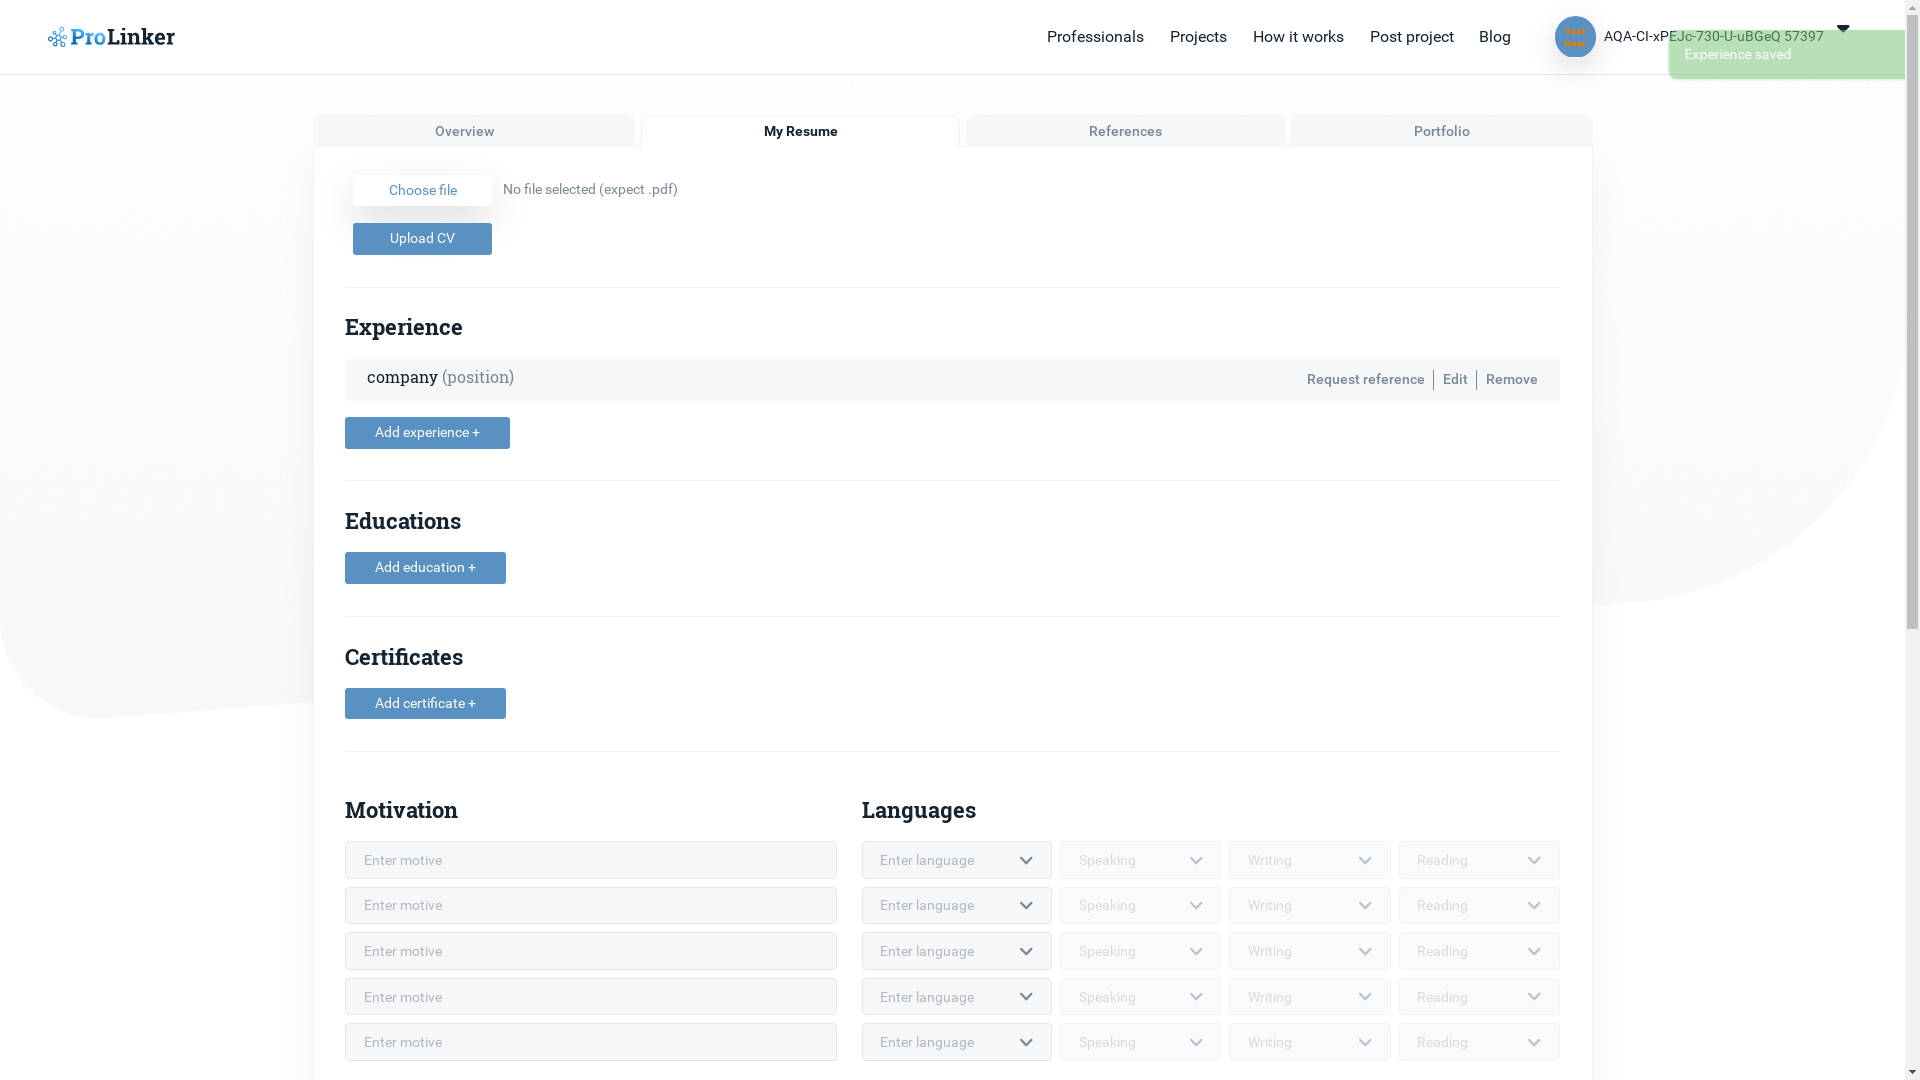 ProLinker
Professionals
Projects
How it works
Post project
Blog
Test
User
AQA-CI-xPEJc-730-U-uBGeQ 57397
Experience saved
Overview
My Resume
References
Portfolio
Choose file
No file selected (expect .pdf)
Upload CV
Experience
company (position)
Request reference
Edit
Remove
Add experience +
Educations
Add education +
Certificates
Add certificate +
Motivation
Languages
Enter motive
Enter language
Speaking
Writing
Reading
Enter motive
Enter language
Speaking
Writing
Reading
Enter motive
Enter language
Speaking
Writing
Reading
Enter motive
Enter language
Speaking
Writing
Reading
Enter motive
Enter language
Speaking
Writing
Reading